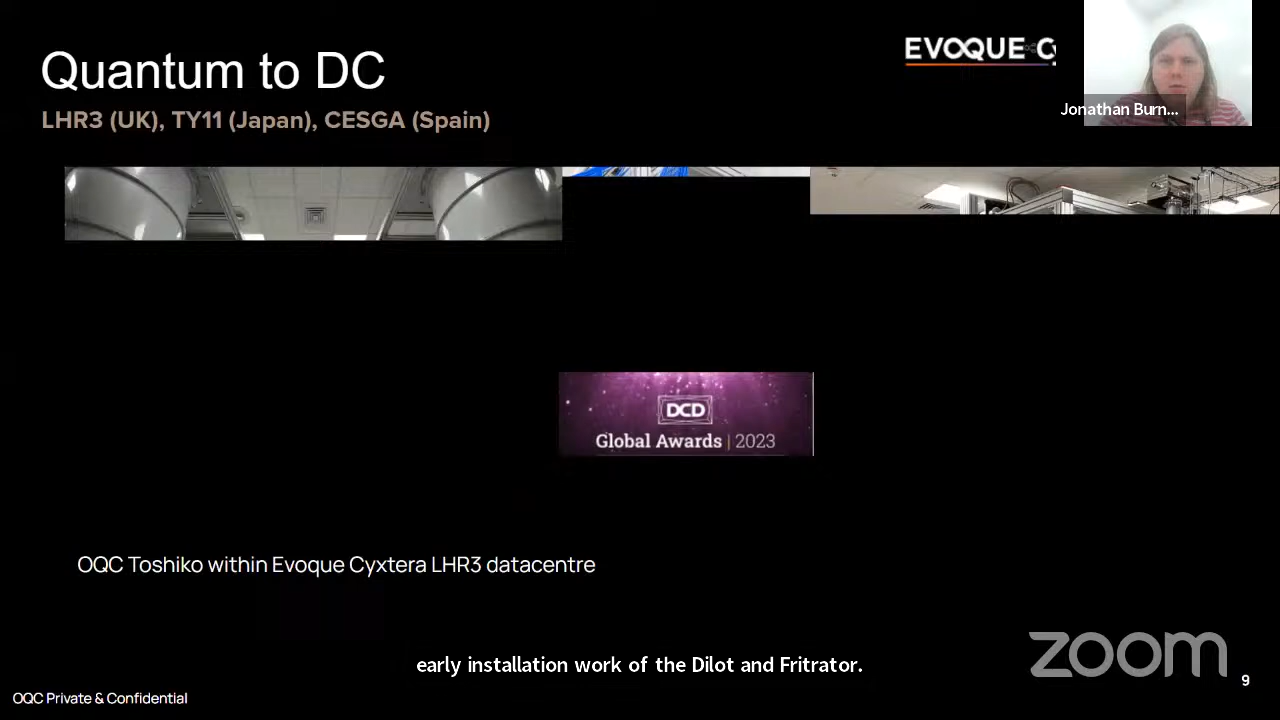 Quantum to DC
EVOQUE
LHR3 (UK), TY11 (Japan), CESGA (Spain)
Jonathan Burn...
DCD
Global Awards | 2023
OQC Toshiko within Evoque Cyxtera LHR3 datacentre
early installation work of the Dilot and Fritrator.
zoom
9
OQC Private & Confidential